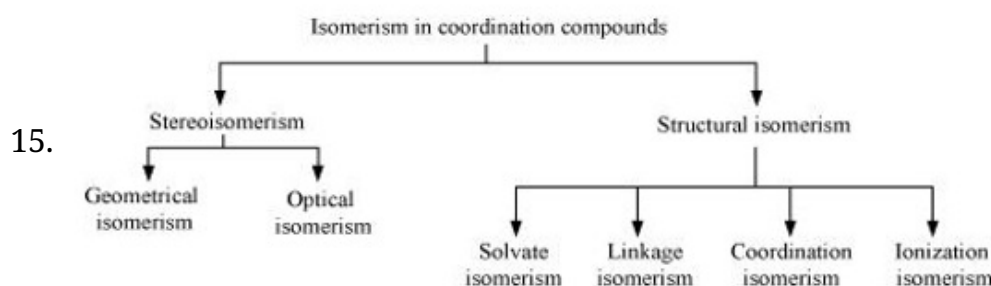 Isomerism in coordination compounds
15.
Stereoisomerism
Structural isomerism
Geometrical
isomerism
Optical
isomerism
Solvate
isomerism
Linkage
isomerism
Coordination
isomerism
Ionization
isomerism